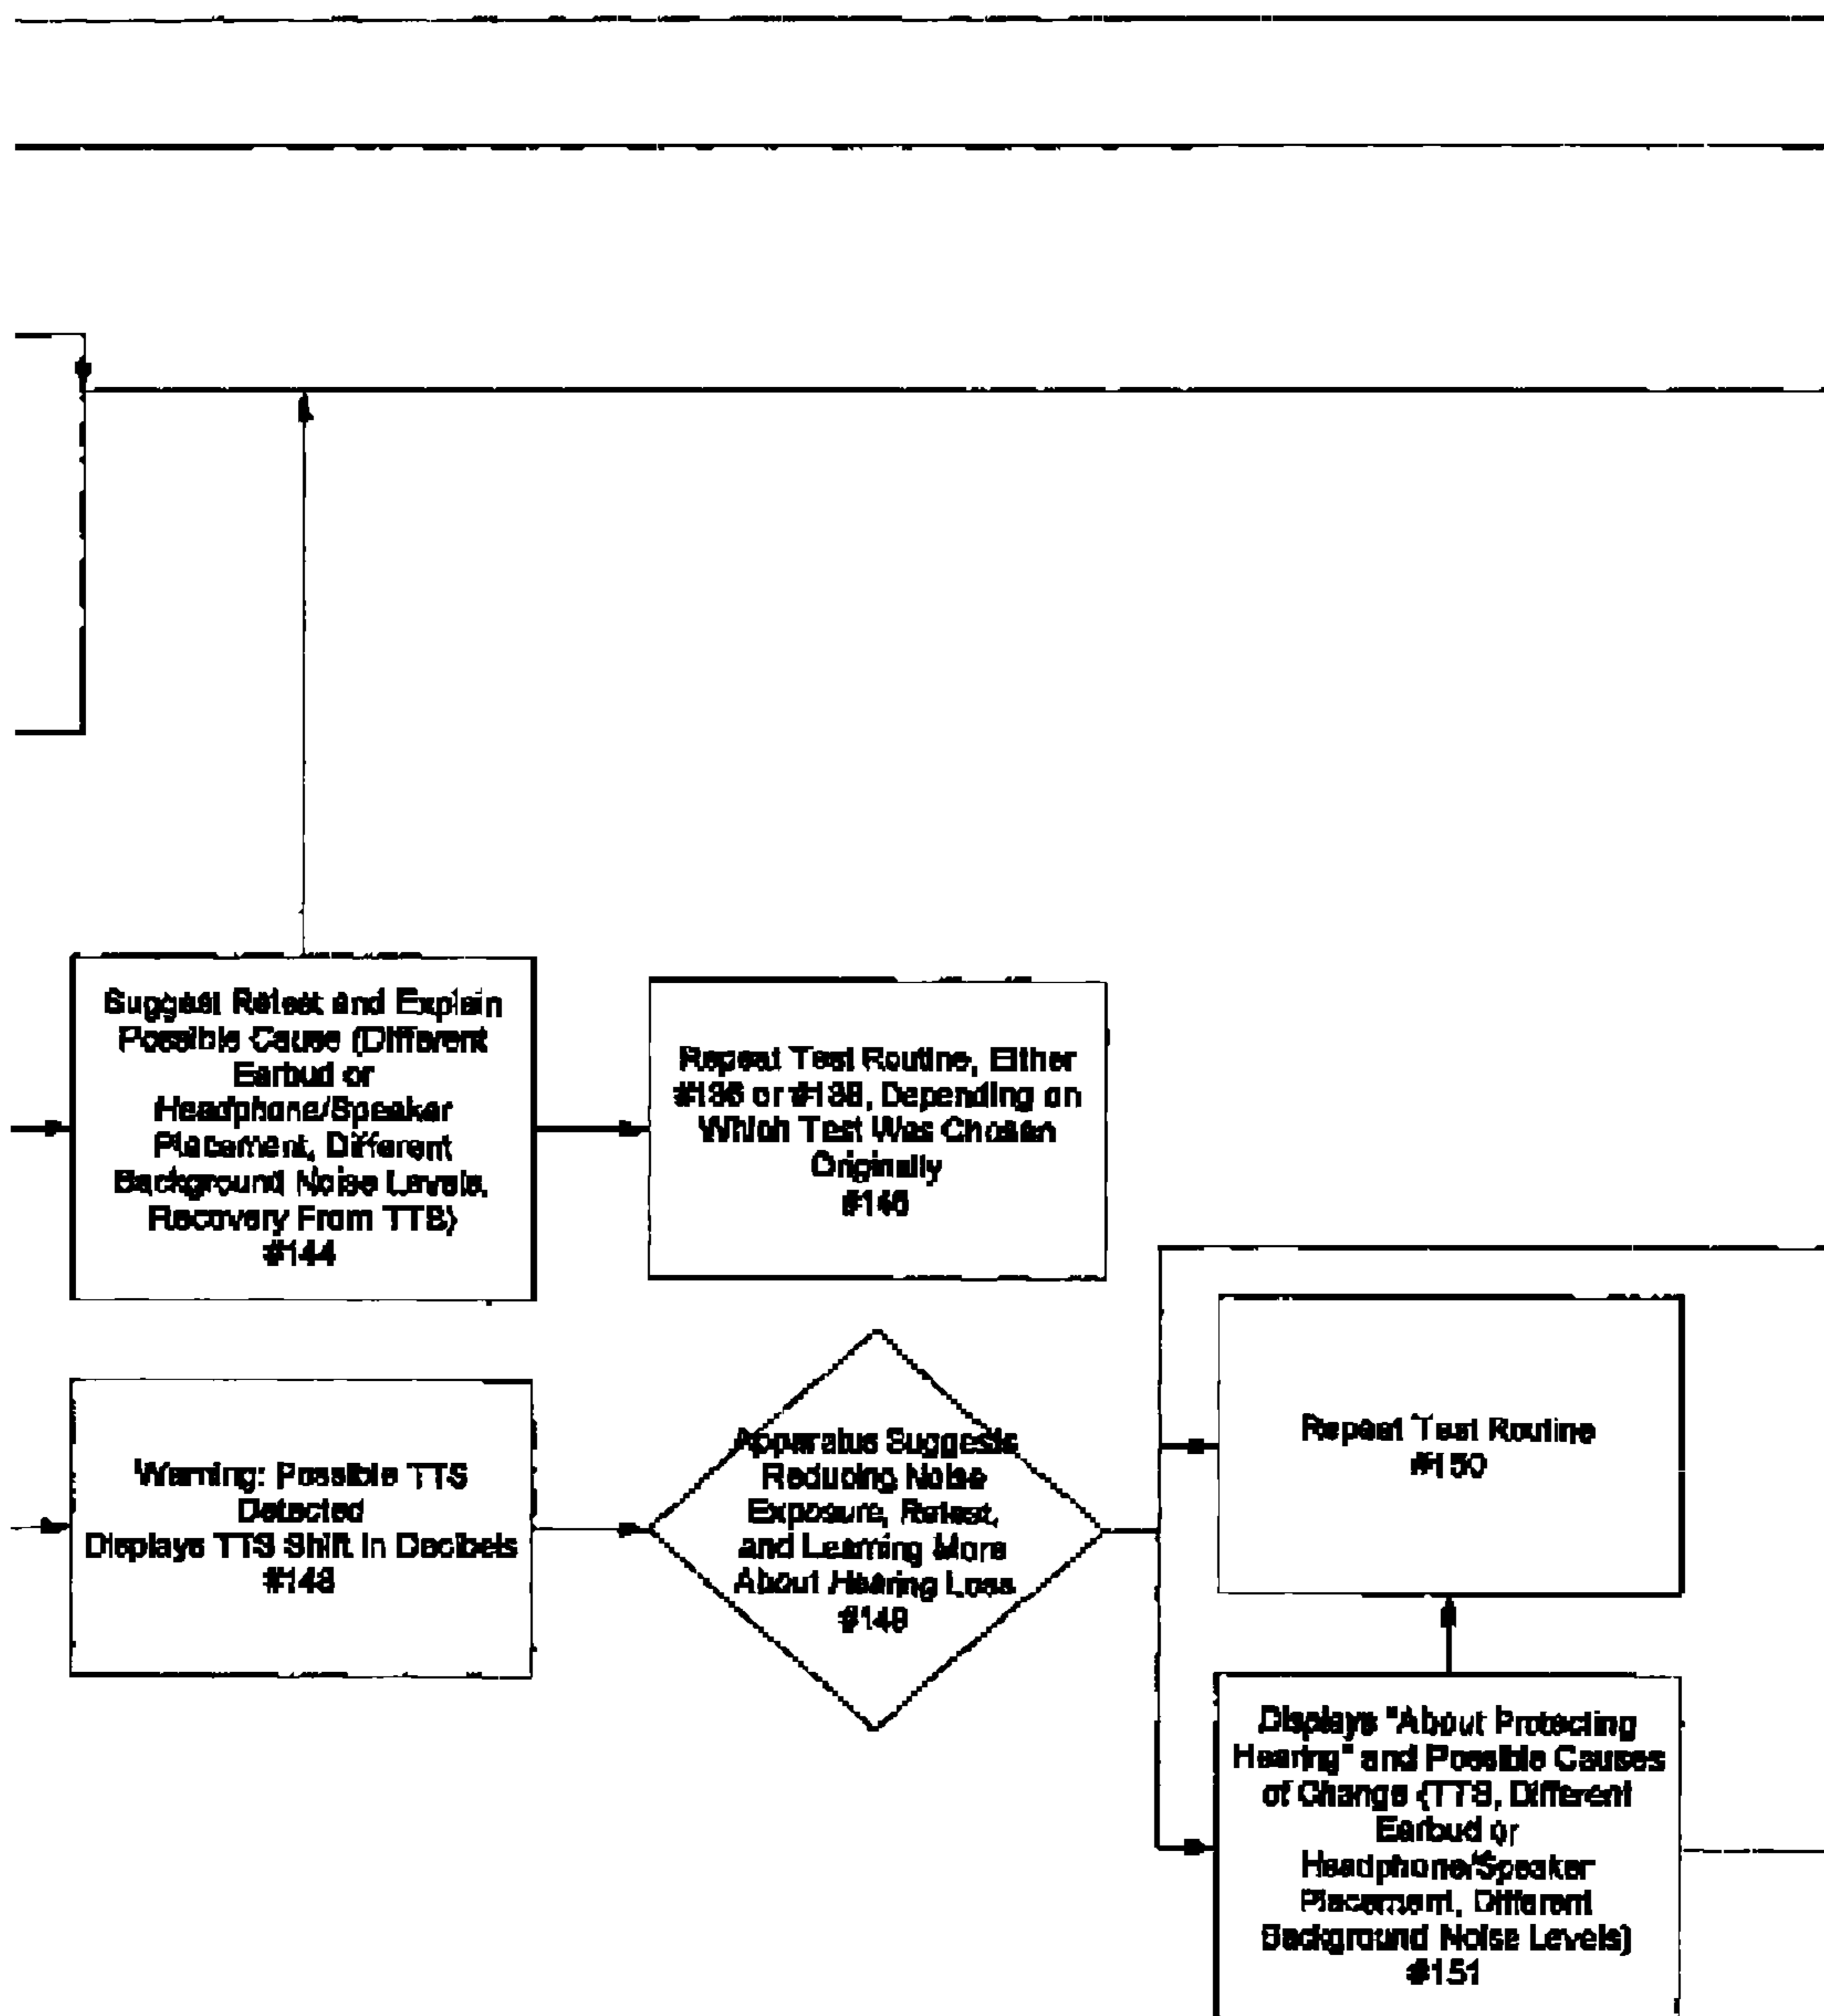 Suggest Retest and Explain
Possible Cause (Different
Earbud or
Headphone/Speaker
Placement, Different
Background Noise Levels,
Recovery From TTS)
#144
Repeat Test Routine, Either
#136 or #138, Depending on
Which Test Was Chosen
Originally
Warning: Possible TTS
Detected
Displays TTS Shift in Decibels
#148
Apparatus Suggests
Reducing Noise
Exposure, Retest,
and Learning More
About Hearing Loss
#149
Repeat Test Routine
#150
Displays "About Protecting
Hearing" and Possible Causes
of Change (TTS, Different
Earbud or
Headphone/Speaker
Placement, Different
Background Noise Levels)
#151